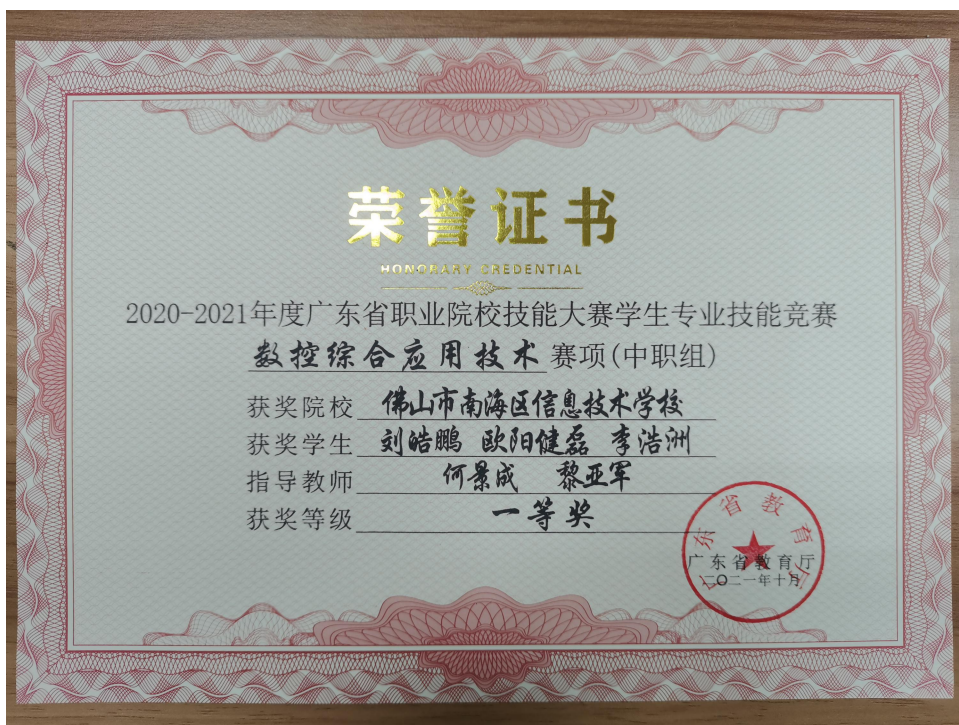 荣誉证书
HONORARY CREDENTIAL
2020-2021年度广东省职业院校技能大赛学生专业技能竞赛
数控综合应用技术 赛项(中职组)
获奖院校 佛山市南海区信息技术学校
获奖学生 刘皓鹏 欧阳健磊 李浩洲
指导教师 何景成 黎亚军
获奖等级 一等奖
广东省教育厅
广东省教育厅
二〇二一年十月